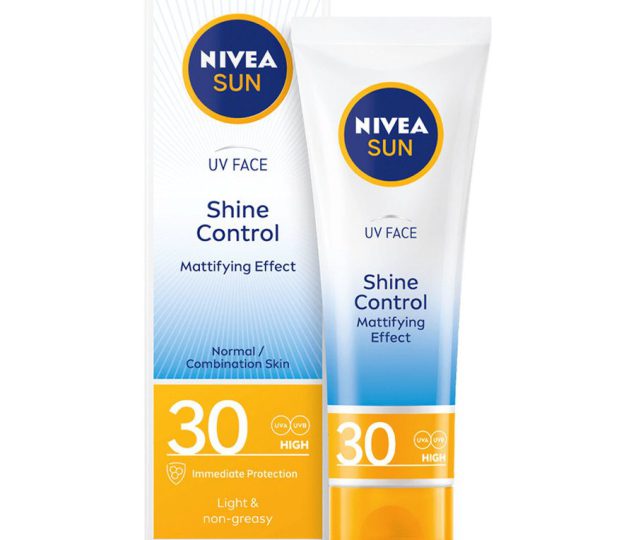 NIVEA
SUN
UV FACE
Shine
Control
Mattifying Effect
Normal /
Combination Skin
30
UVA UVB
HIGH
Immediate Protection
Light &
non-greasy
NIVEA
SUN
UV FACE
Shine
Control
Mattifying
Effect
30
UVA UVB
HIGH